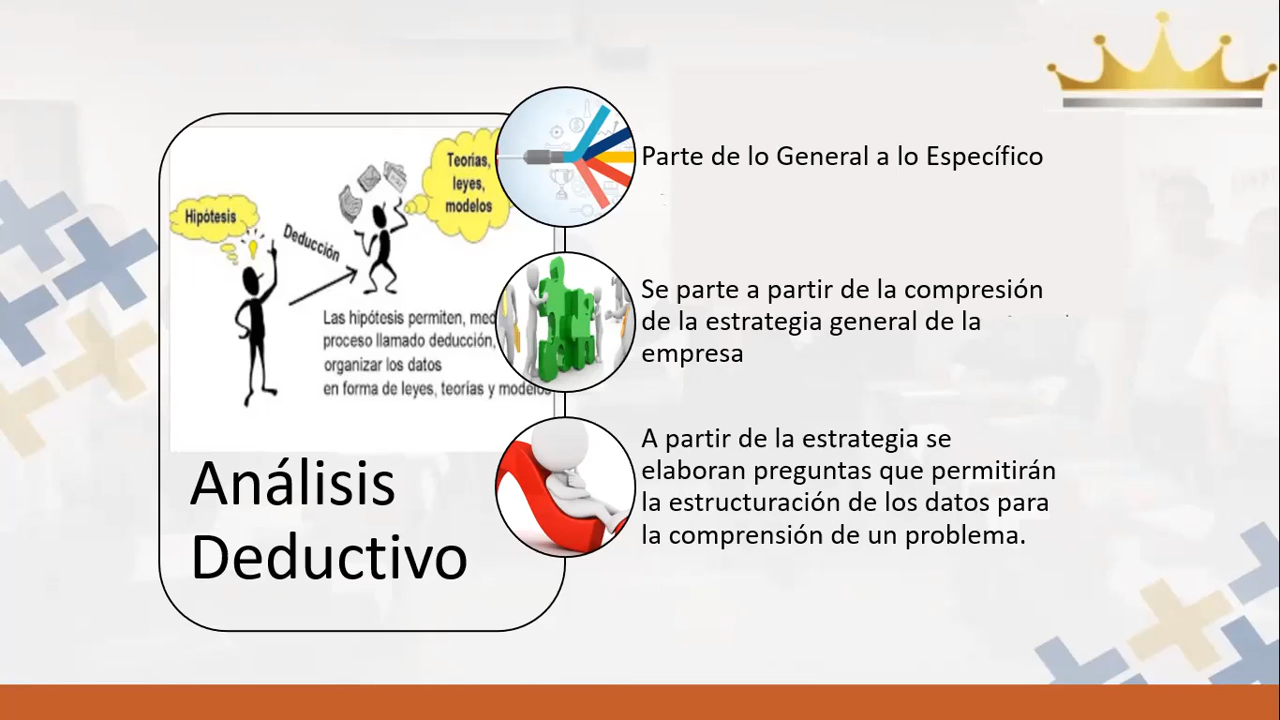 Teorías,
leyes,
modelos
Hipótesis
Deducción
Las hipótesis permiten,
proceso llamado deducción,
organizar los datos
en forma de leyes, teorías y modelos
Análisis
Deductivo
Parte de lo General a lo Específico
Se parte a partir de la compresión
de la estrategia general de la
empresa
A partir de la estrategia se
elaboran preguntas que permitirán
la estructuración de los datos para
la comprensión de un problema.